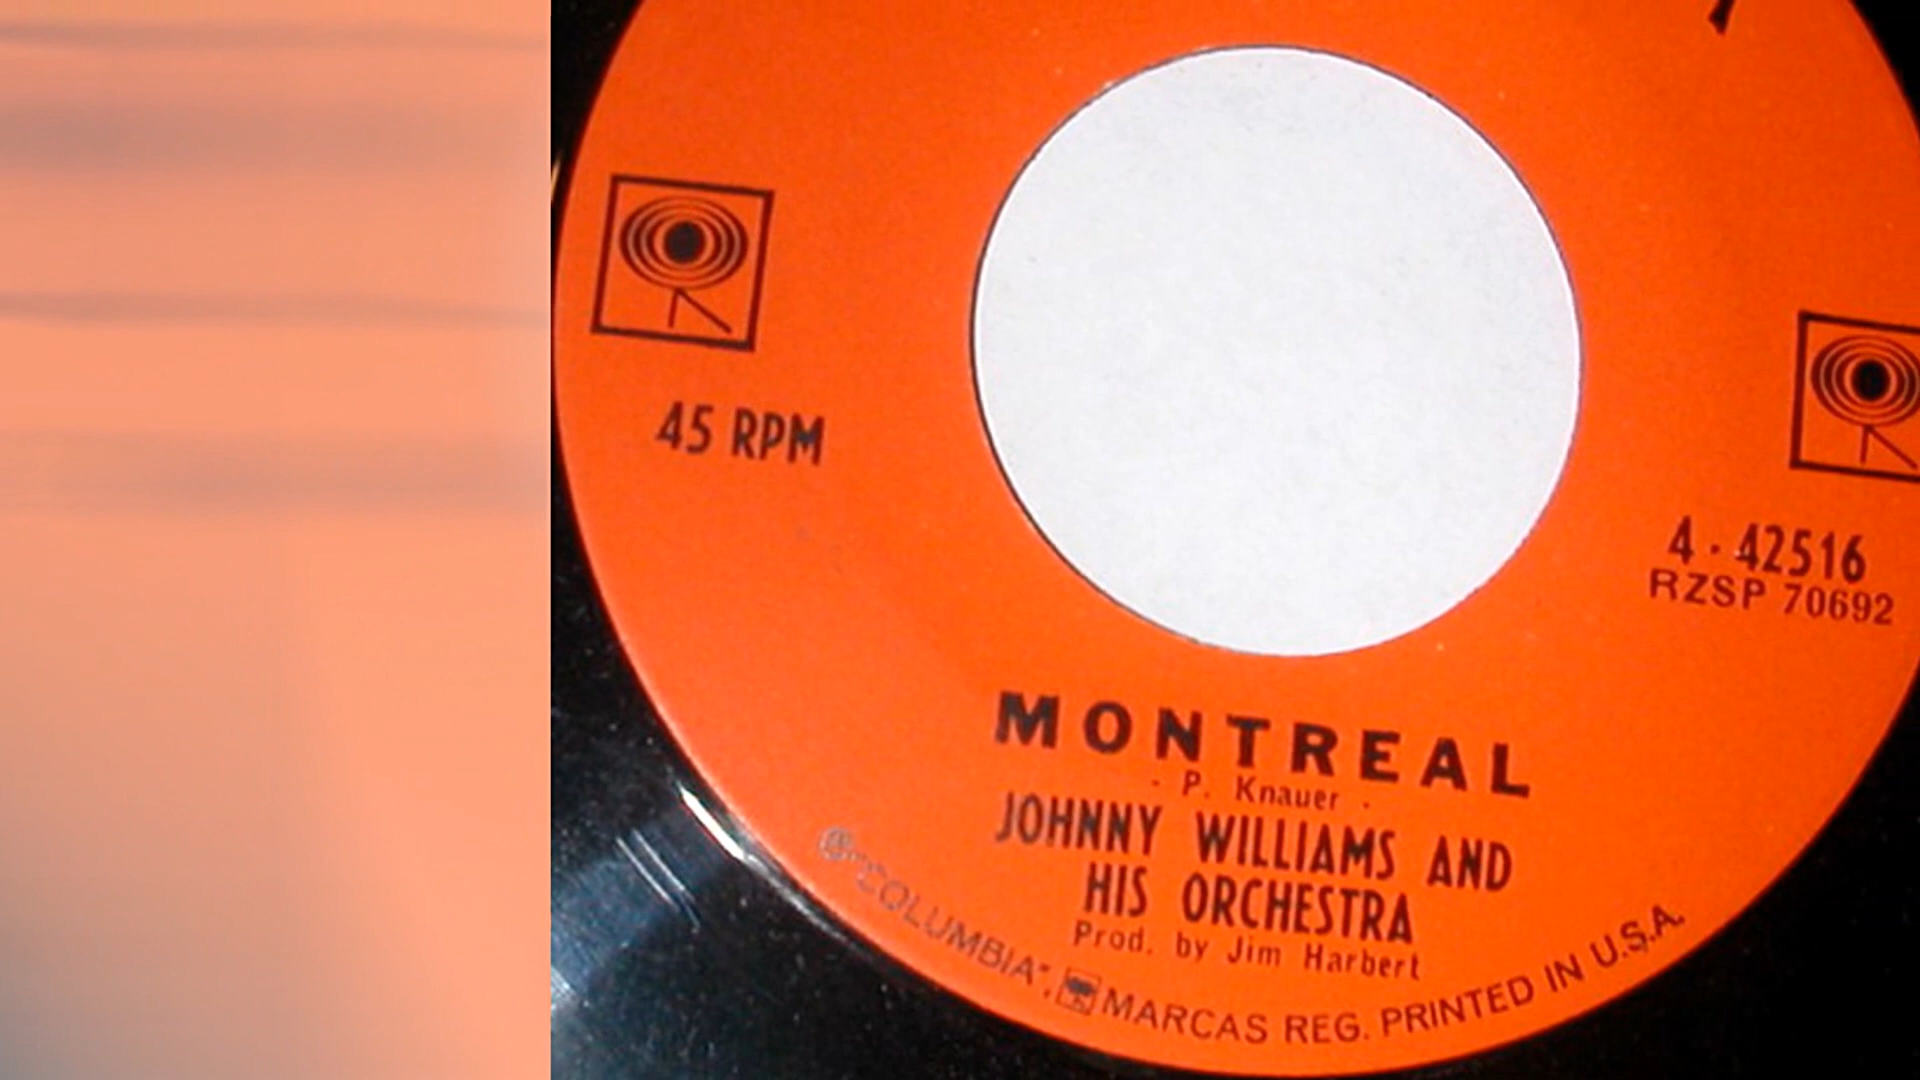 45 RPM
4 - 42516
RZSP 70692
MONTREAL
- P. Knauer -
JOHNNY WILLIAMS AND
HIS ORCHESTRA
Prod. by Jim Harbert
® "COLUMBIA", MARCAS REG. PRINTED IN U.S.A.